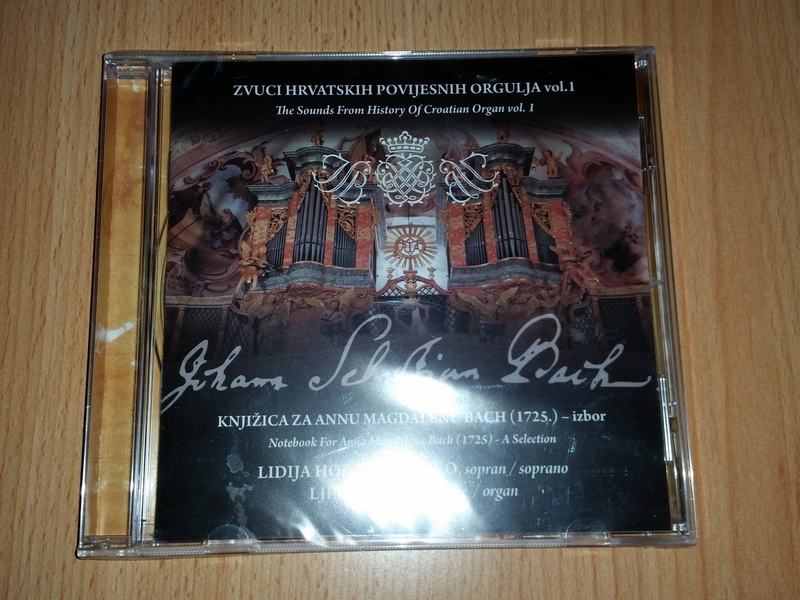 ZVUCI HRVATSKIH POVIJESNIH ORGULJA vol.1
The Sounds From History Of Croatian Organ vol. 1
Johann Sebastian Bach
KNJIŽICA ZA ANNU MAGDALENU BACH (1725.) – izbor
Notebook For Anna Magdalena Bach (1725) - A Selection
LIDIJA sopran / soprano
/ organ